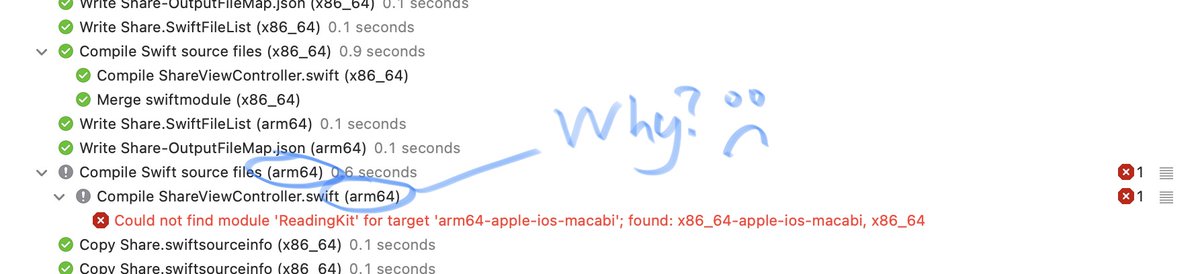 Write Share-OutputFileMap.json (x86_64) 0.1 seconds
Write Share.SwiftFileList (x86_64) 0.1 seconds
Compile Swift source files (x86_64) 0.9 seconds
Compile ShareViewController.swift (x86_64)
Merge swiftmodule (x86_64)
Write Share.SwiftFileList (arm64) 0.1 seconds
Why?
Write Share-OutputFileMap.json (arm64) 0.1 seconds
Compile Swift source files (arm64) 0.6 seconds 1
Compile ShareViewController.swift (arm64) 1
Could not find module 'ReadingKit' for target 'arm64-apple-ios-macabi'; found: x86_64-apple-ios-macabi, x86_64
Copy Share.swiftsourceinfo (x86_64) 0.1 seconds
Copy Share.swiftsourceinfo (x86_64) 0.1 seconds